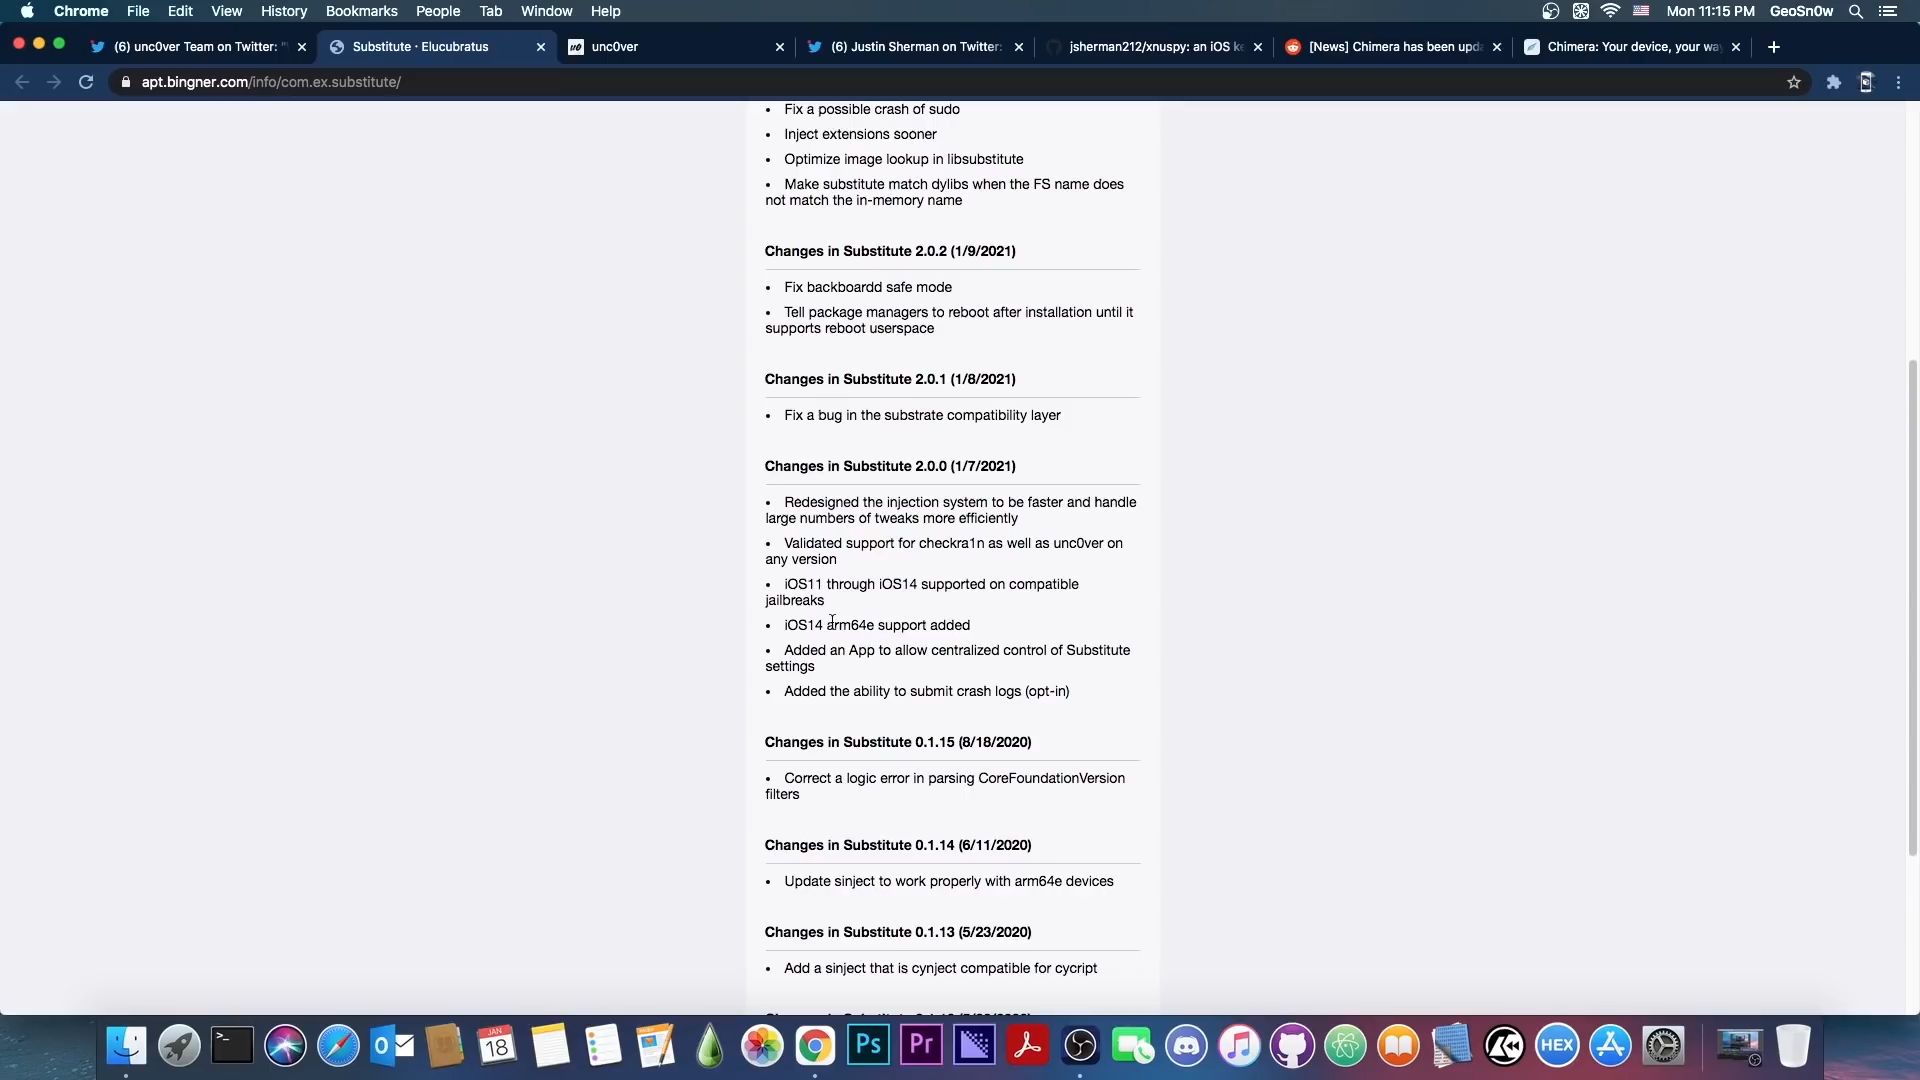 Chrome File Edit View History Bookmarks People Tab Window Help Mon 11:15 PM GeoSn0w
(6) unc0ver Team on Twitter: " Substitute · Elucubratus unc0ver (6) Justin Sherman on Twitter: jsherman212/xnuspy: an iOS ke [News] Chimera has been upda Chimera: Your device, your wa
apt.bingner.com/info/com.ex.substitute/
• Fix a possible crash of sudo
• Inject extensions sooner
• Optimize image lookup in libsubstitute
• Make substitute match dylibs when the FS name does
not match the in-memory name
Changes in Substitute 2.0.2 (1/9/2021)
• Fix backboardd safe mode
• Tell package managers to reboot after installation until it
supports reboot userspace
Changes in Substitute 2.0.1 (1/8/2021)
• Fix a bug in the substrate compatibility layer
Changes in Substitute 2.0.0 (1/7/2021)
• Redesigned the injection system to be faster and handle
large numbers of tweaks more efficiently
• Validated support for checkra1n as well as unc0ver on
any version
• iOS11 through iOS14 supported on compatible
jailbreaks
• iOS14 arm64e support added
• Added an App to allow centralized control of Substitute
settings
• Added the ability to submit crash logs (opt-in)
Changes in Substitute 0.1.15 (8/18/2020)
• Correct a logic error in parsing CoreFoundationVersion
filters
Changes in Substitute 0.1.14 (6/11/2020)
• Update sinject to work properly with arm64e devices
Changes in Substitute 0.1.13 (5/23/2020)
• Add a sinject that is cynject compatible for cycript
JAN
18
Ps
Pr
HEX